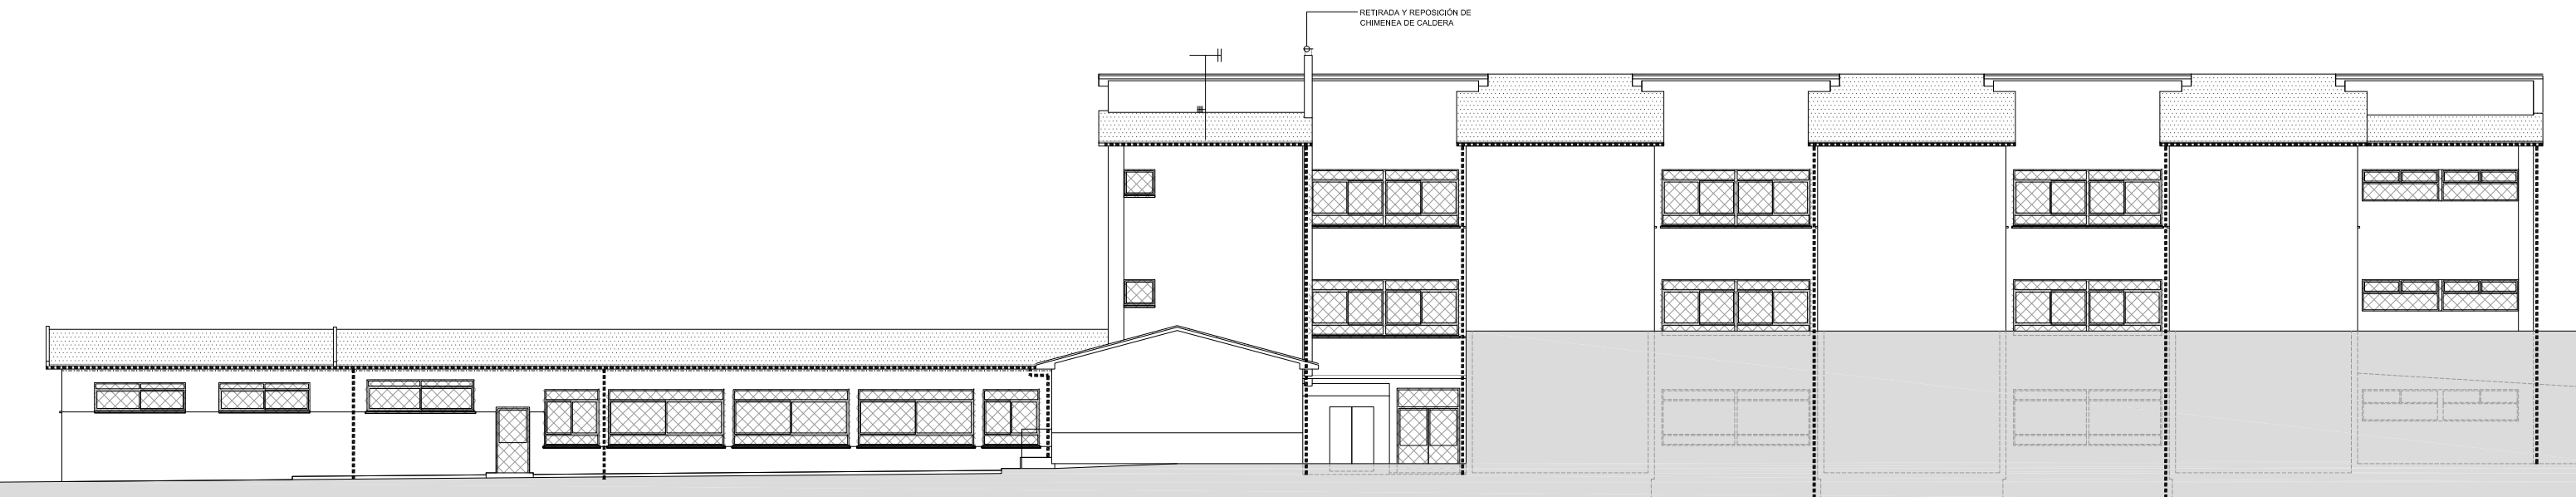 RETIRADA Y REPOSICIÓN DE
CHIMENEA DE CALDERA